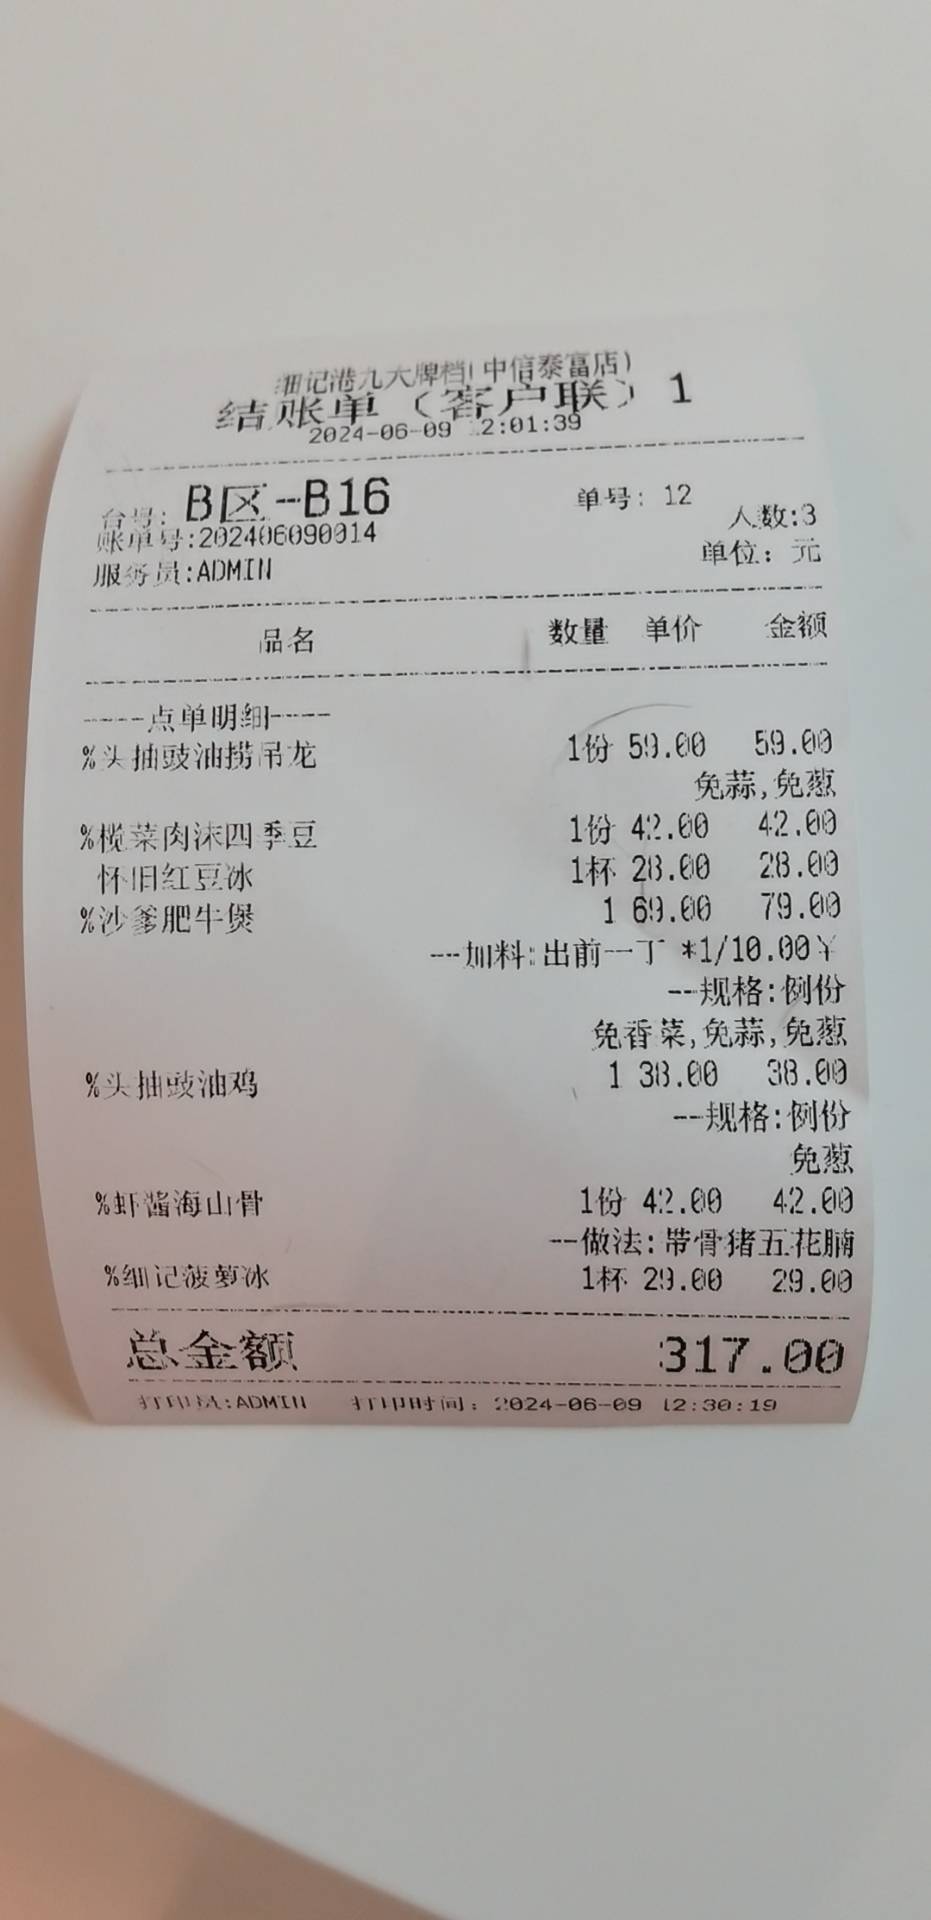 细记港九大牌档(中信泰富店)
结账单（客户联）1
2024-06-09 12:01:39
台号: B区-B16 单号: 12
账单号:202406090014 人数:3
服务员:ADMIN 单位: 元
品名 数量 单价 金额
-----点单明细-----
%头抽豉油捞吊龙 1份 59.00 59.00
免蒜,免葱
%榄菜肉沫四季豆 1份 42.00 42.00
怀旧红豆冰 1杯 28.00 28.00
%沙爹肥牛煲 1 69.00 79.00
---加料:出前一丁 *1/10.00¥
--规格:例份
免香菜,免蒜,免葱
%头抽豉油鸡 1 38.00 38.00
--规格:例份
免葱
%虾酱海山骨 1份 42.00 42.00
--做法:带骨猪五花腩
%细记菠萝冰 1杯 29.00 29.00
总金额 317.00
打印员:ADMIN 打印时间: 2024-06-09 12:30:19